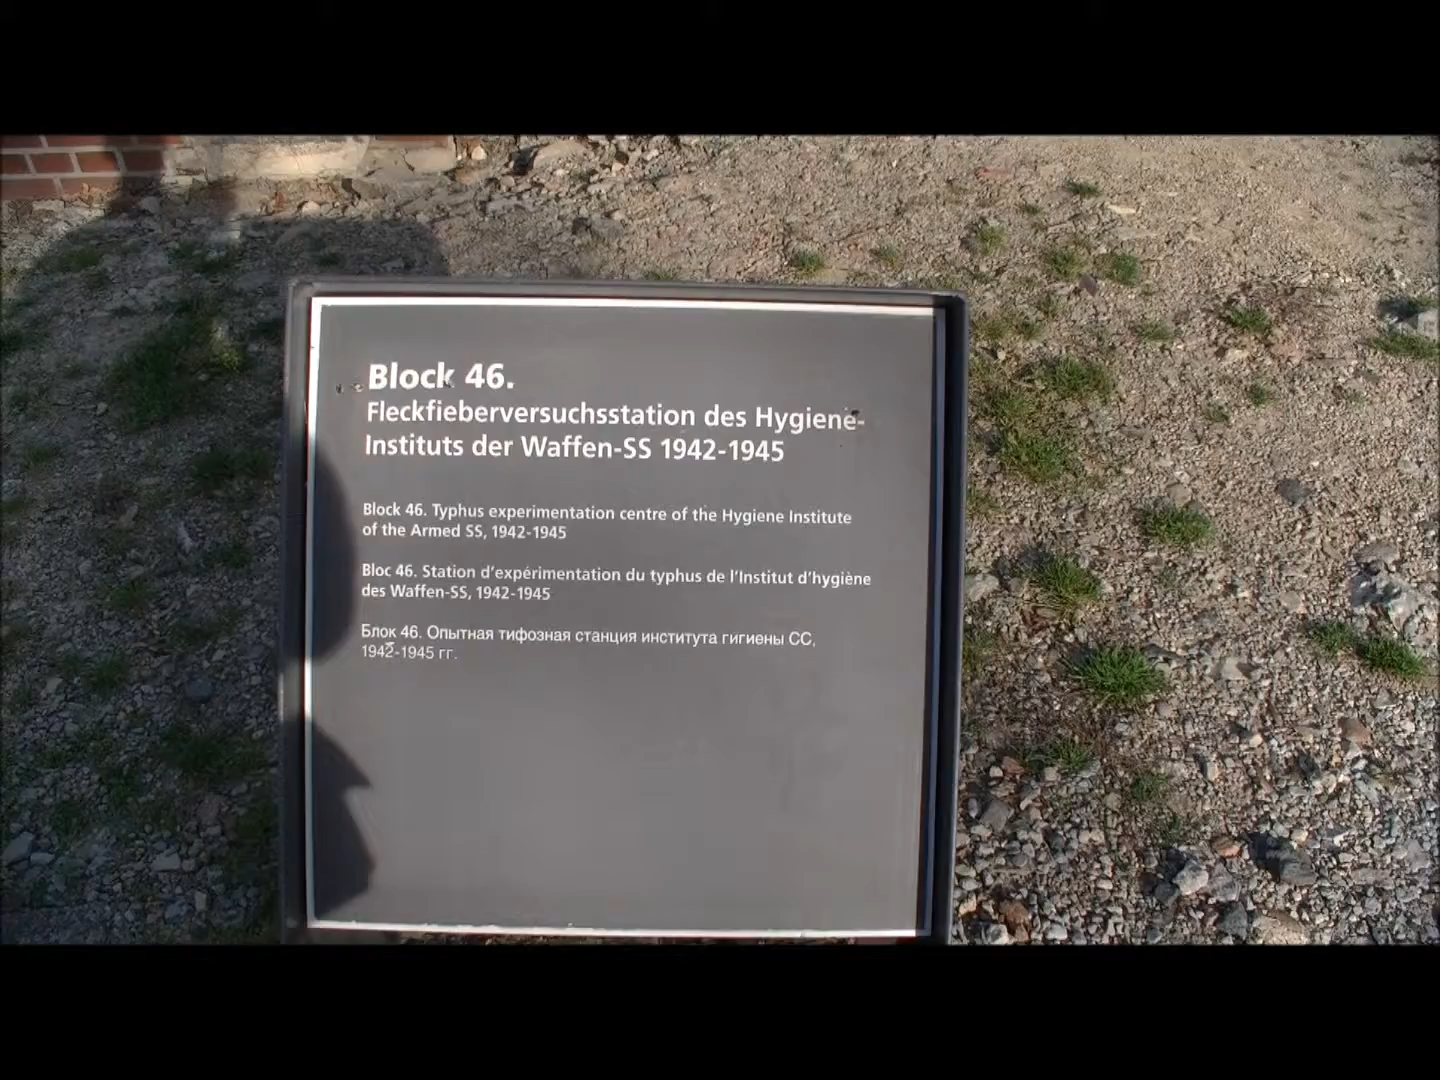 Block 46.
Fleckfieberversuchsstation des Hygiene-
Instituts der Waffen-SS 1942-1945
Block 46. Typhus experimentation centre of the Hygiene Institute
of the Armed SS, 1942-1945
Bloc 46. Station d'expérimentation du typhus de l'Institut d'hygiène
des Waffen-SS, 1942-1945
Блок 46. Опытная тифозная станция института гигиены СС,
1942-1945 гг.